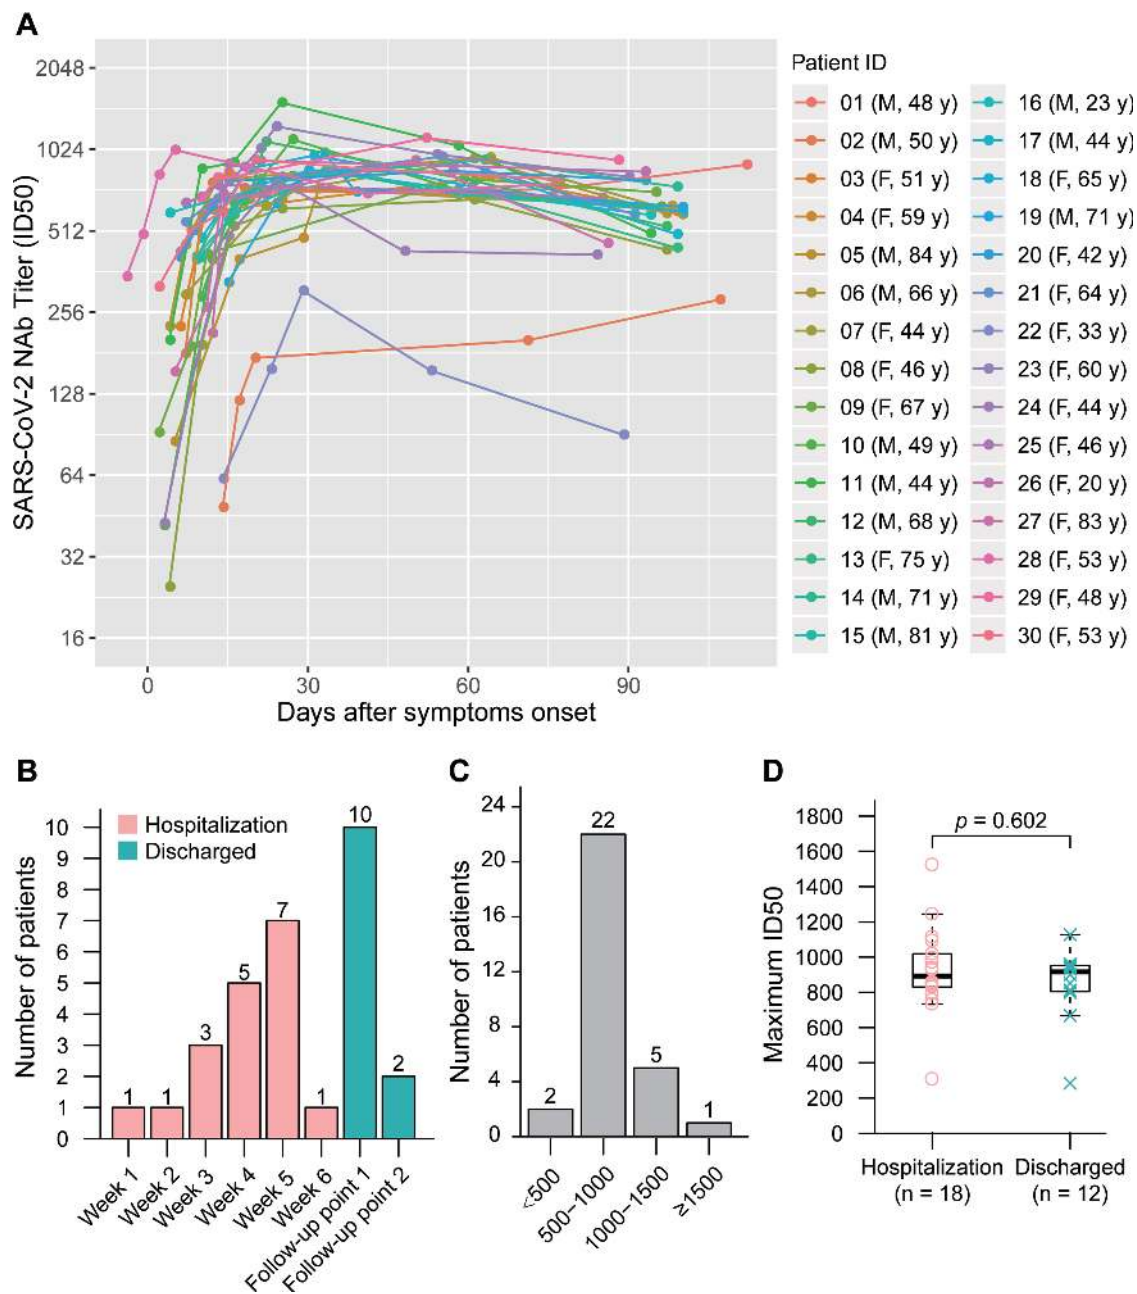 A
SARS-CoV-2 NAb Titer (ID50)
2048
1024
512
256
128
64
32
16
0 30 60 90
Days after symptoms onset
Patient ID
01 (M, 48 y)
02 (M, 50 y)
03 (F, 51 y)
04 (F, 59 y)
05 (M, 84 y)
06 (M, 66 y)
07 (F, 44 y)
08 (F, 46 y)
09 (F, 67 y)
10 (M, 49 y)
11 (M, 44 y)
12 (M, 68 y)
13 (F, 75 y)
14 (M, 71 y)
15 (M, 81 y)
16 (M, 23 y)
17 (M, 44 y)
18 (F, 65 y)
19 (M, 71 y)
20 (F, 42 y)
21 (F, 64 y)
22 (F, 33 y)
23 (F, 60 y)
24 (F, 44 y)
25 (F, 46 y)
26 (F, 20 y)
27 (F, 83 y)
28 (F, 53 y)
29 (F, 48 y)
30 (F, 53 y)
B
Number of patients
10
9
8
7
6
5
4
3
2
1
0
Hospitalization
Discharged
1 1 3 5 7 1 10 2
Week 1
Week 2
Week 3
Week 4
Week 5
Week 6
Follow-up point 1
Follow-up point 2
C
Number of patients
24
20
16
12
8
4
0
2 22 5 1
<500
500–1000
1000–1500
≥1500
D
Maximum ID50
1800
1600
1400
1200
1000
800
600
400
200
0
p = 0.602
Hospitalization
(n = 18)
Discharged
(n = 12)